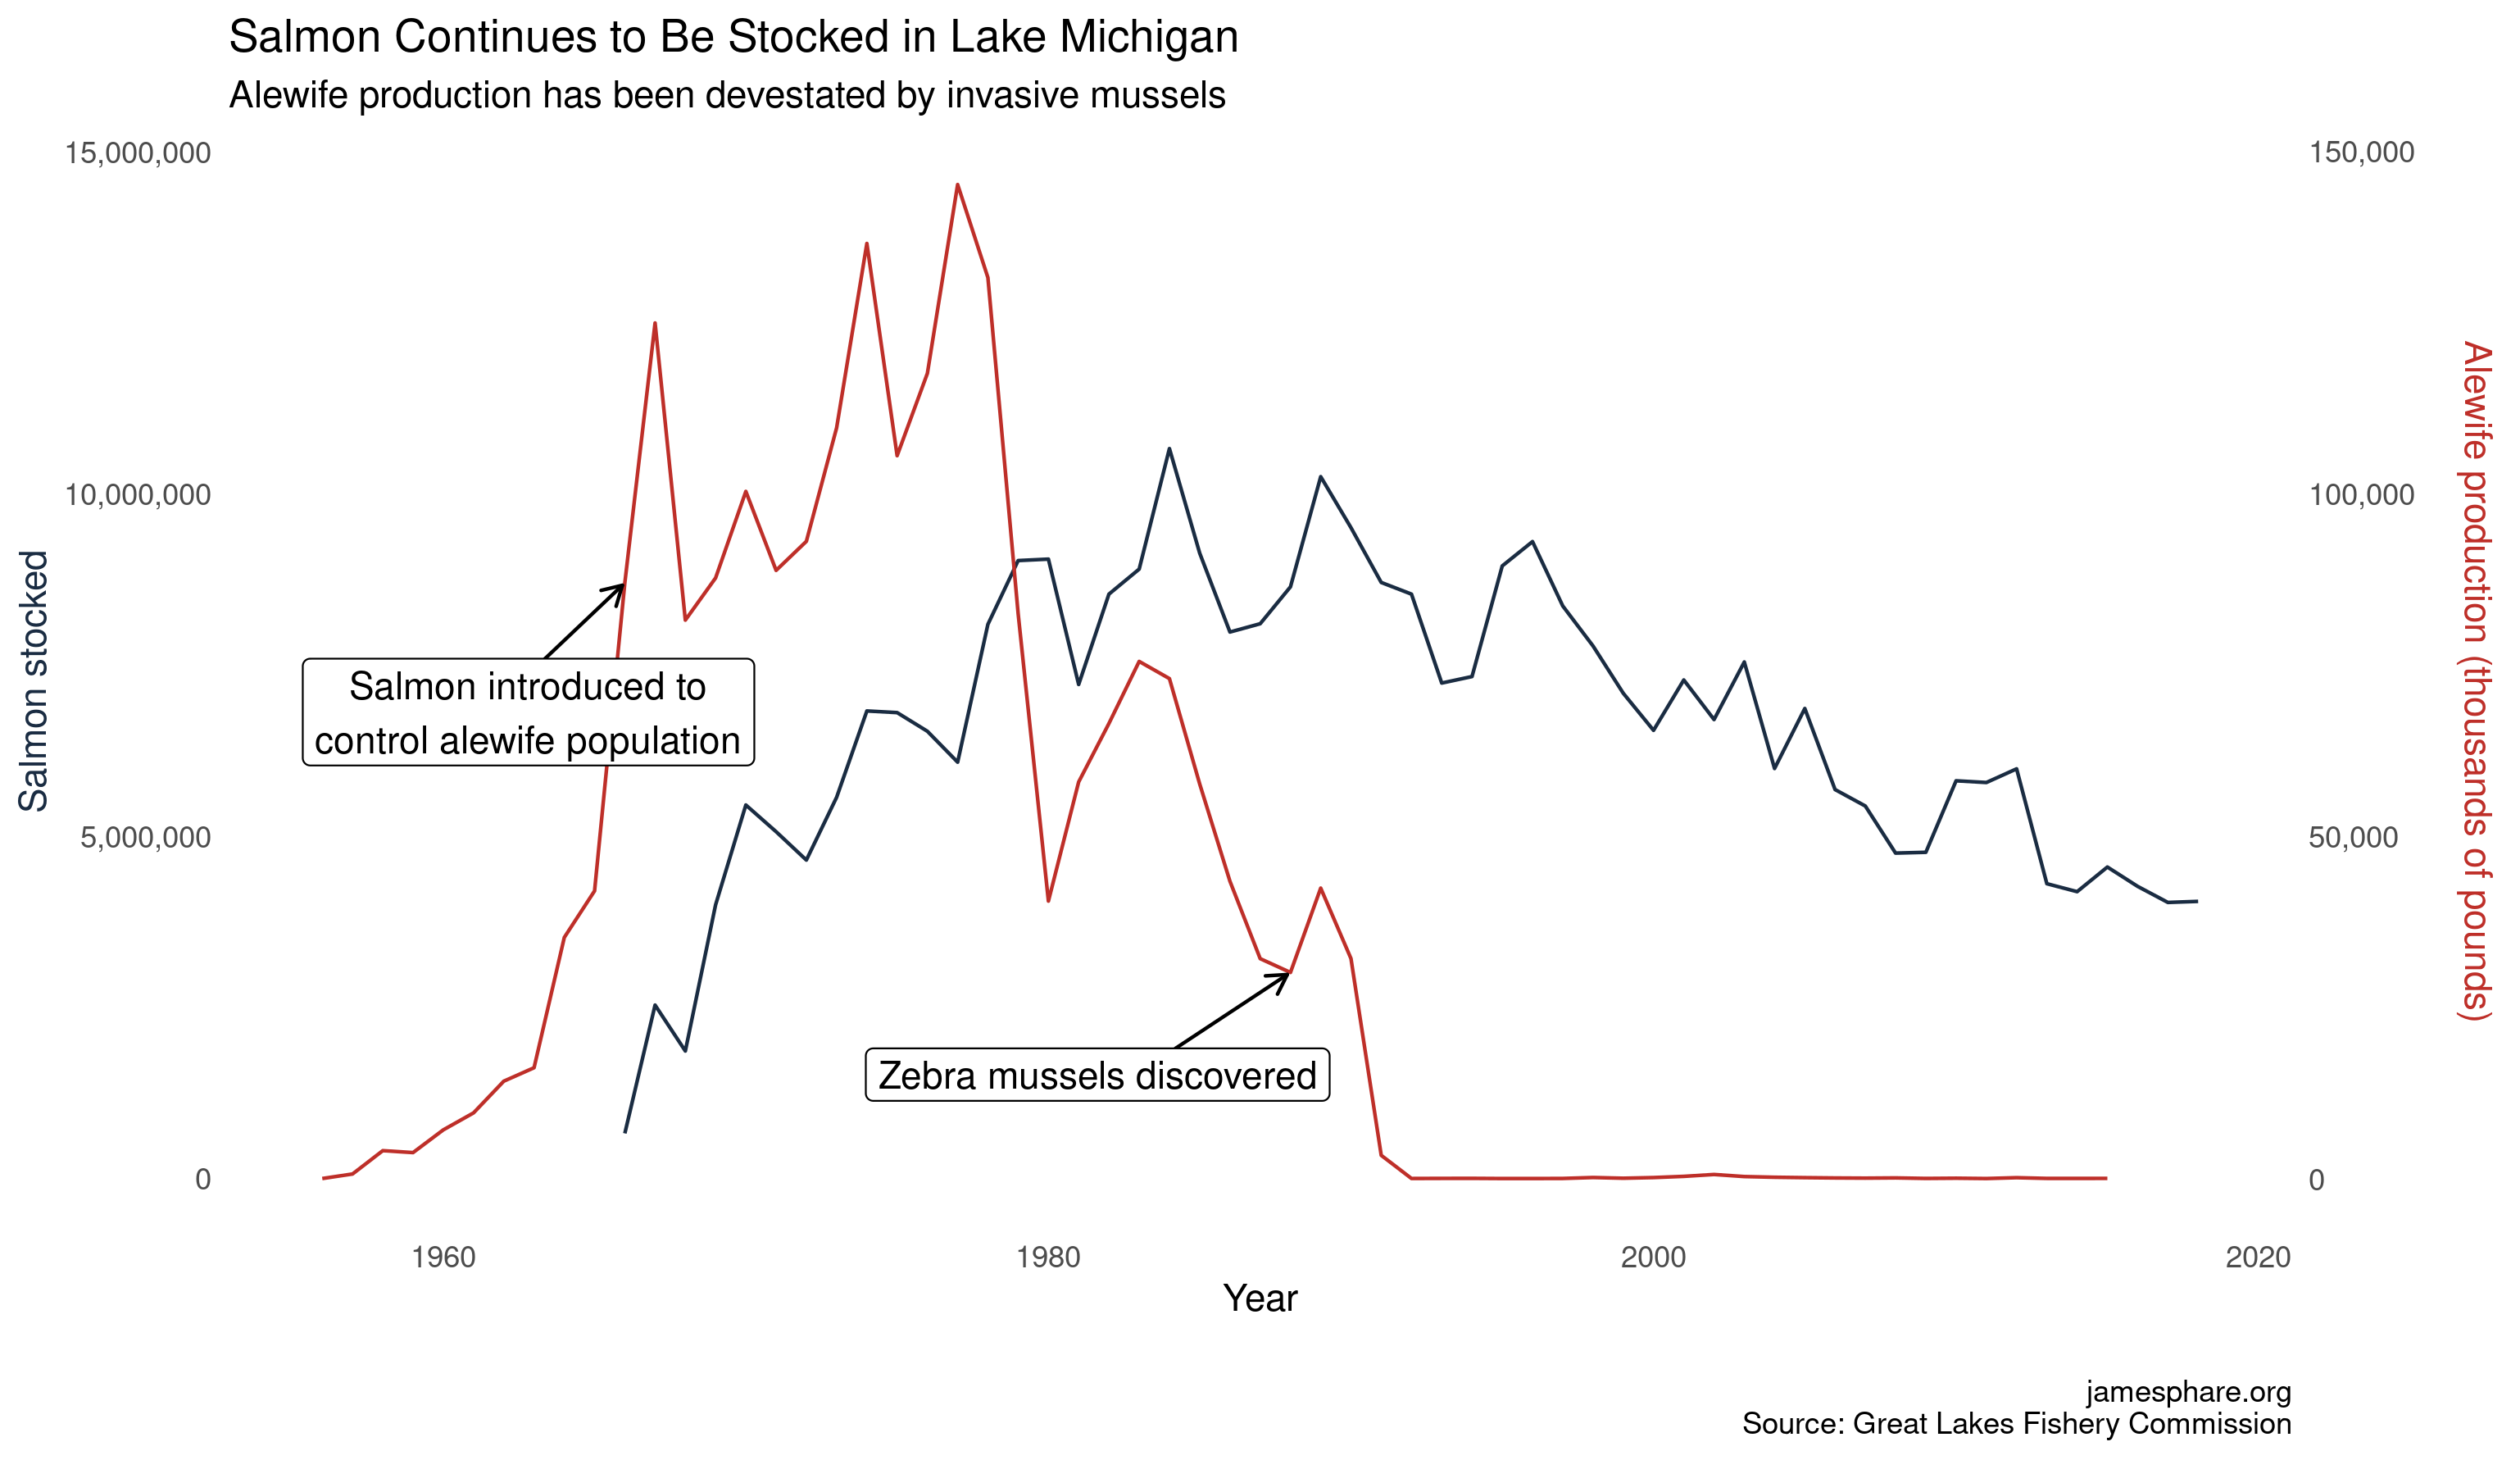 Salmon Continues to Be Stocked in Lake Michigan
Alewife production has been devestated by invasive mussels
15,000,000
10,000,000
5,000,000
0
Salmon stocked
150,000
100,000
50,000
0
Alewife production (thousands of pounds)
Salmon introduced to
control alewife population
Zebra mussels discovered
1960
1980
2000
2020
Year
jamesphare.org
Source: Great Lakes Fishery Commission